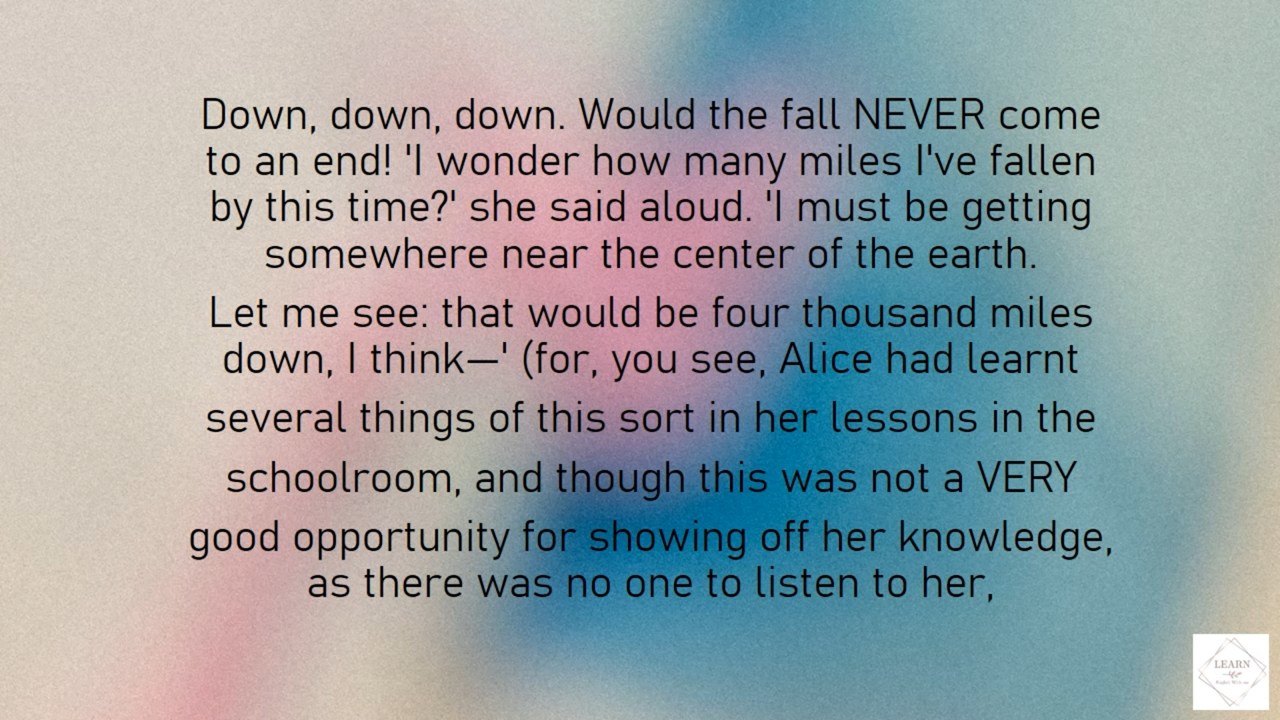 Down, down, down. Would the fall NEVER come
to an end! 'I wonder how many miles I've fallen
by this time?' she said aloud. 'I must be getting
somewhere near the center of the earth.
Let me see: that would be four thousand miles
down, I think—' (for, you see, Alice had learnt
several things of this sort in her lessons in the
schoolroom, and though this was not a VERY
good opportunity for showing off her knowledge,
as there was no one to listen to her,
LEARN